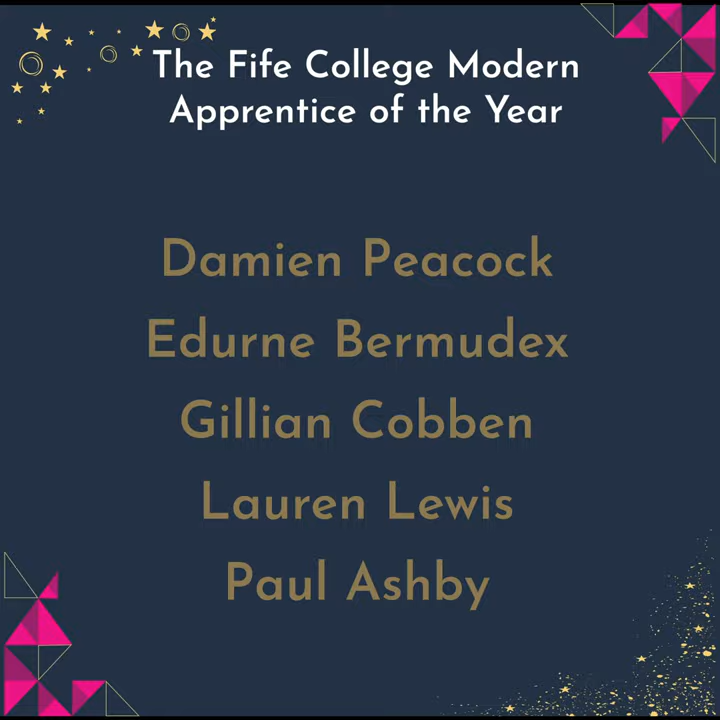 The Fife College Modern
Apprentice of the Year
Damien Peacock
Edurne Bermudex
Gillian Cobben
Lauren Lewis
Paul Ashby